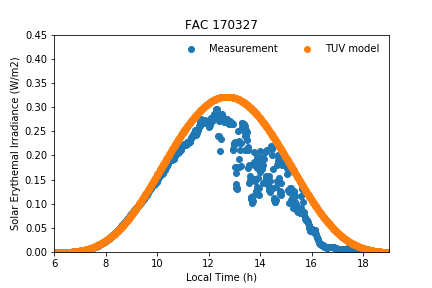 FAC 170327
Measurement
TUV model
Solar Erythemal Irradiance (W/m2)
0.45
0.40
0.35
0.30
0.25
0.20
0.15
0.10
0.05
0.00
6 8 10 12 14 16 18
Local Time (h)